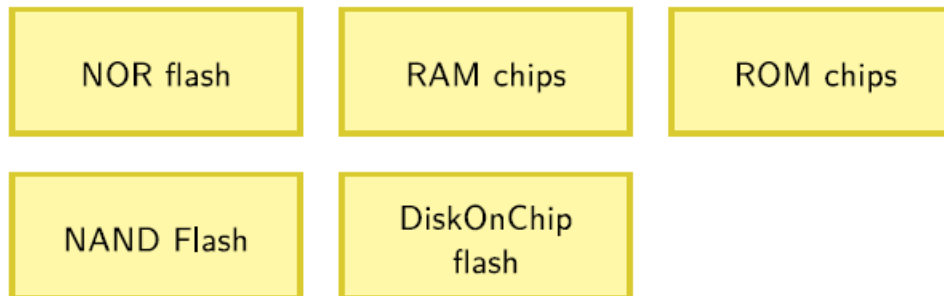 NOR flash
RAM chips
ROM chips
NAND Flash
DiskOnChip
flash